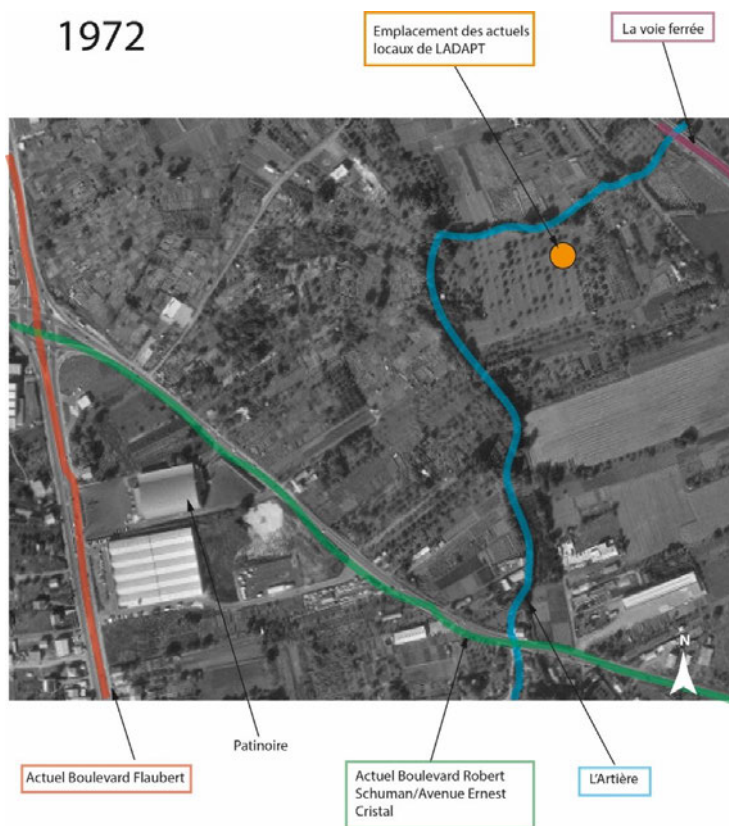 1972
Emplacement des actuels
locaux de LADAPT
La voie ferrée
N
Patinoire
Actuel Boulevard Flaubert
Actuel Boulevard Robert
Schuman/Avenue Ernest
Cristal
L'Artière